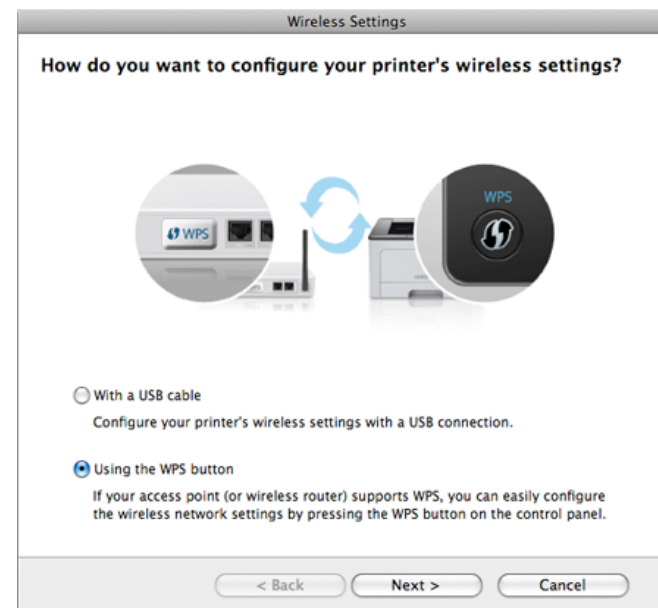 Wireless Settings
How do you want to configure your printer's wireless settings?
WPS
WPS
With a USB cable
Configure your printer's wireless settings with a USB connection.
Using the WPS button
If your access point (or wireless router) supports WPS, you can easily configure
the wireless network settings by pressing the WPS button on the control panel.
< Back
Next >
Cancel